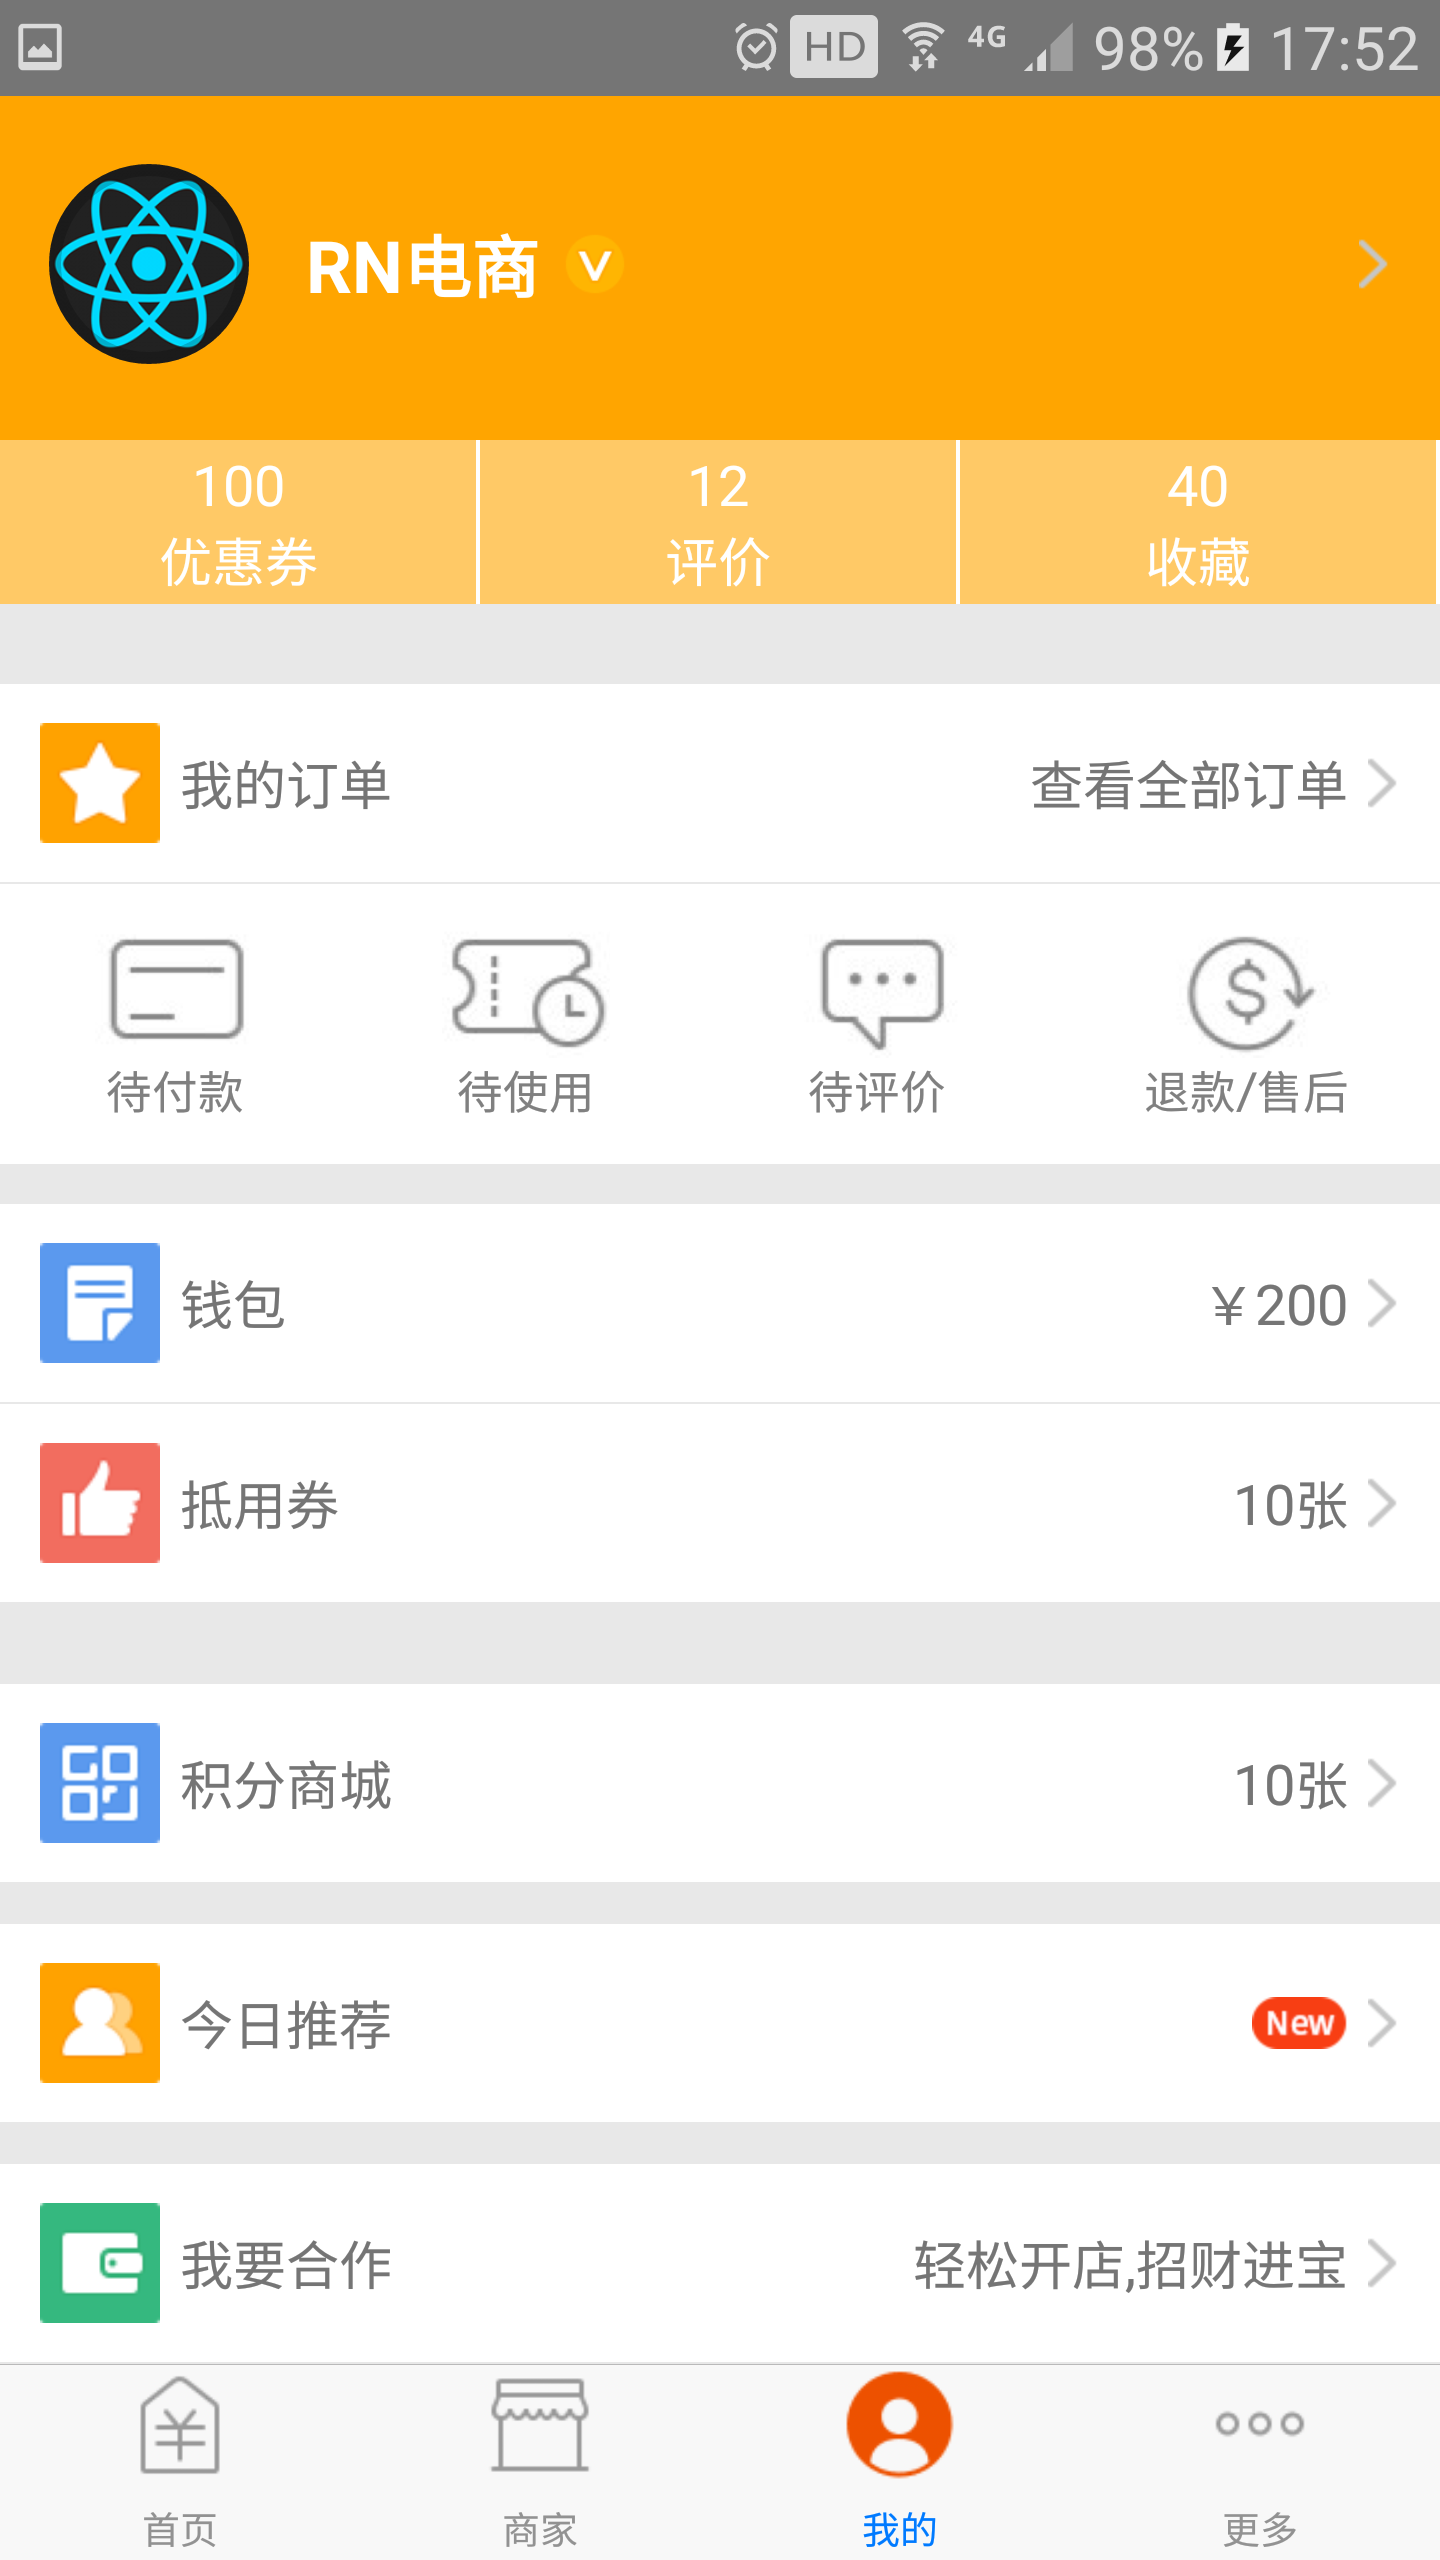 HD 4G 98% 17:52
RN电商 V
100 12 40
优惠券 评价 收藏
我的订单 查看全部订单
待付款 待使用 待评价 退款/售后
钱包 ￥200
抵用券 10张
积分商城 10张
今日推荐 New
我要合作 轻松开店,招财进宝
首页 商家 我的 更多